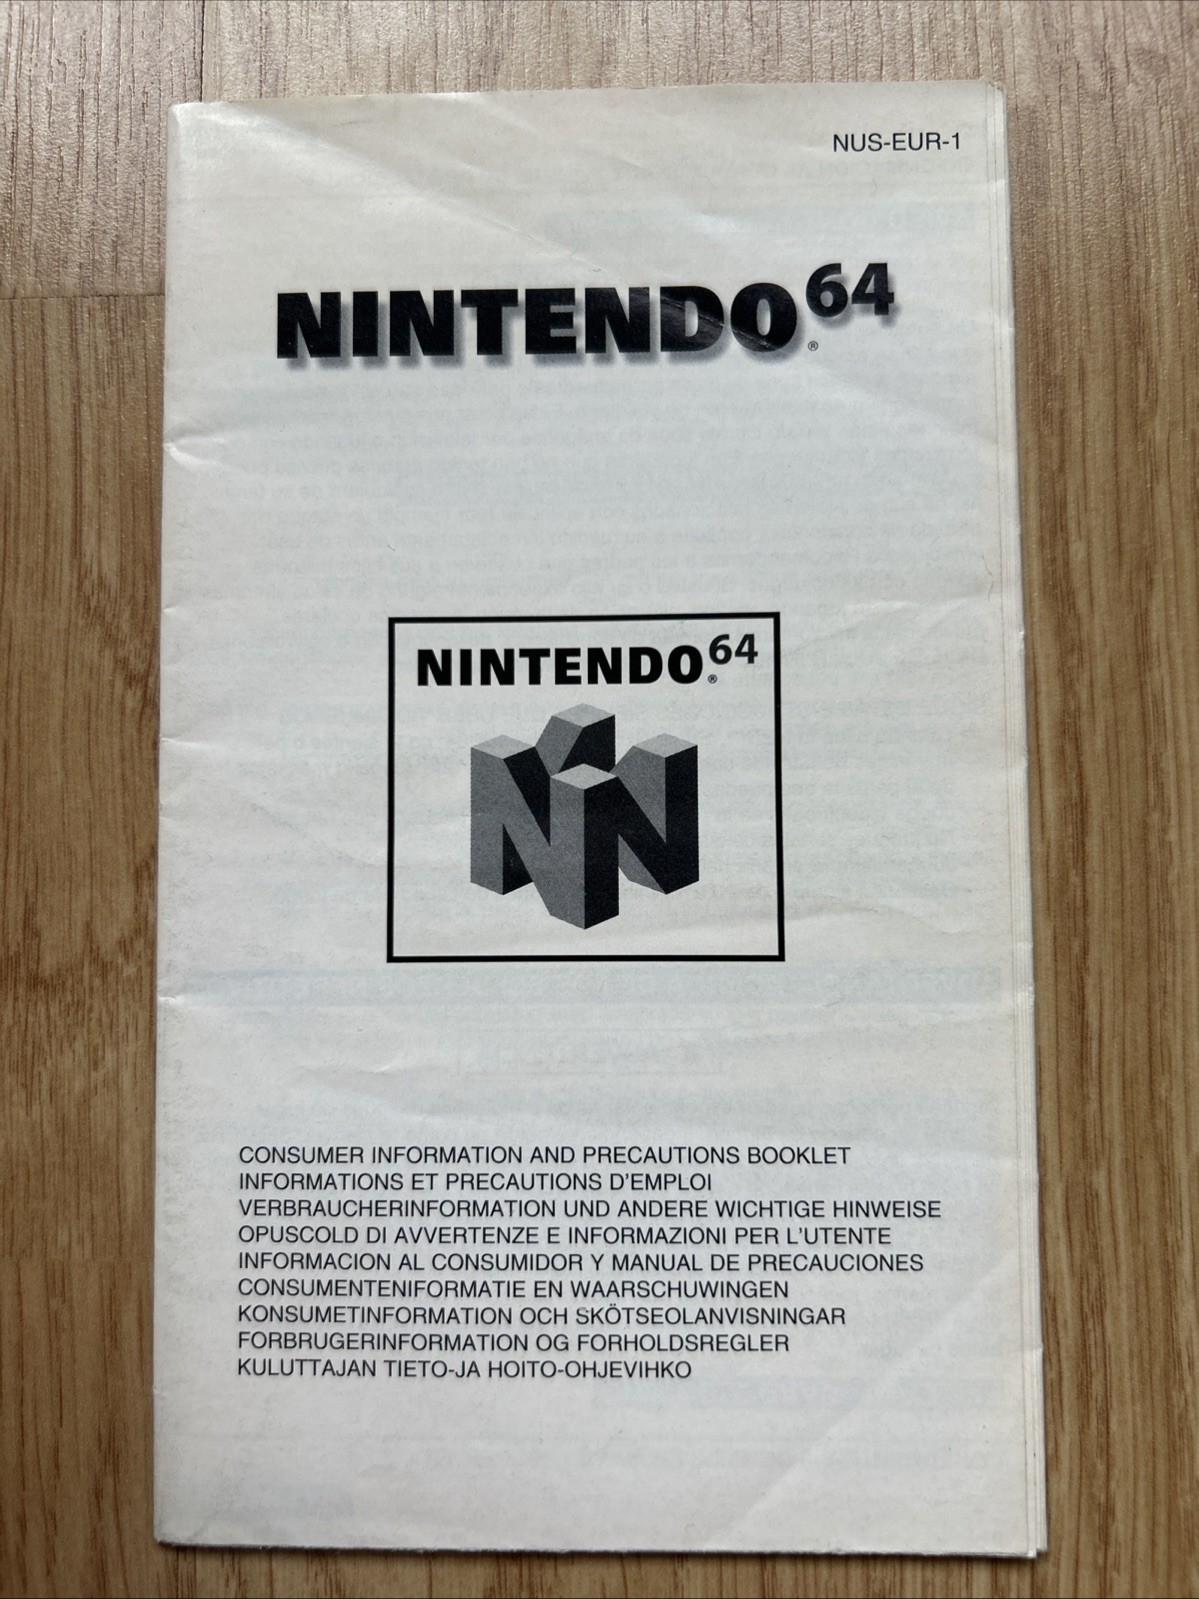 NUS-EUR-1
NINTENDO64®
NINTENDO64®
CONSUMER INFORMATION AND PRECAUTIONS BOOKLET
INFORMATIONS ET PRECAUTIONS D'EMPLOI
VERBRAUCHERINFORMATION UND ANDERE WICHTIGE HINWEISE
OPUSCOLD DI AVVERTENZE E INFORMAZIONI PER L'UTENTE
INFORMACION AL CONSUMIDOR Y MANUAL DE PRECAUCIONES
CONSUMENTENIFORMATIE EN WAARSCHUWINGEN
KONSUMETINFORMATION OCH SKÖTSEOLANVISNINGAR
FORBRUGERINFORMATION OG FORHOLDSREGLER
KULUTTAJAN TIETO-JA HOITO-OHJEVIHKO